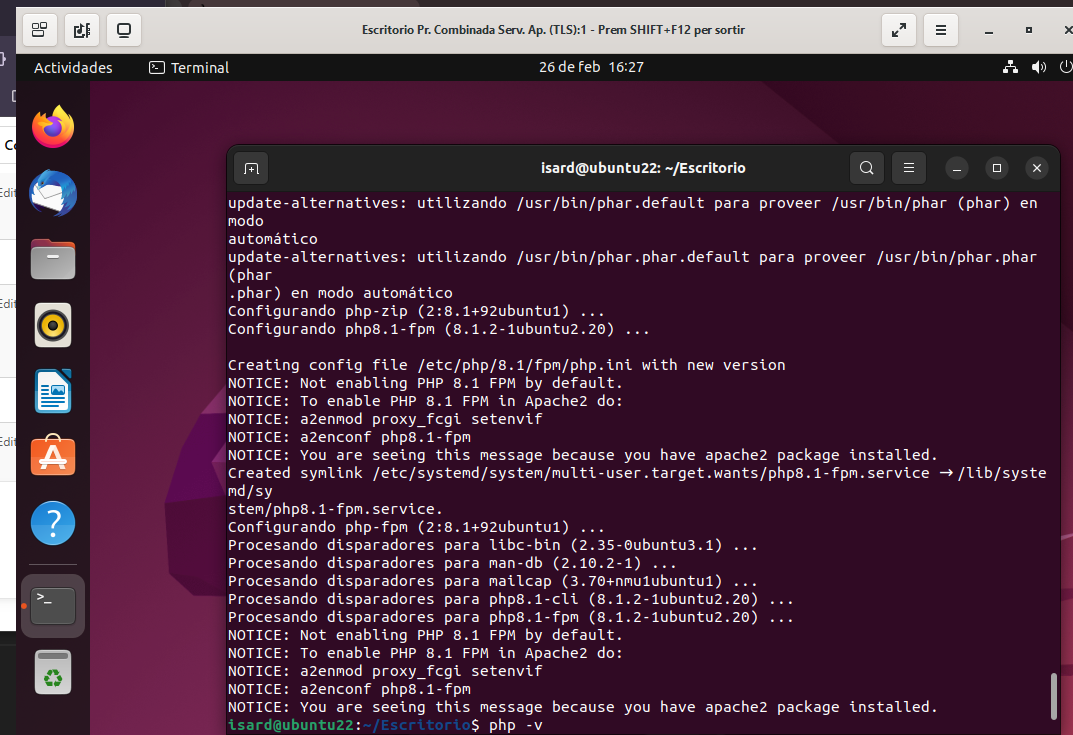 Escritorio Pr. Combinada Serv. Ap. (TLS):1 - Prem SHIFT+F12 per sortir
Actividades
Terminal
26 de feb 16:27
isard@ubuntu22: ~/Escritorio
update-alternatives: utilizando /usr/bin/phar.default para proveer /usr/bin/phar (phar) en
modo
automático
update-alternatives: utilizando /usr/bin/phar.phar.default para proveer /usr/bin/phar.phar
(phar
.phar) en modo automático
Configurando php-zip (2:8.1+92ubuntu1) ...
Configurando php8.1-fpm (8.1.2-1ubuntu2.20) ...
Creating config file /etc/php/8.1/fpm/php.ini with new version
NOTICE: Not enabling PHP 8.1 FPM by default.
NOTICE: To enable PHP 8.1 FPM in Apache2 do:
NOTICE: a2enmod proxy_fcgi setenvif
NOTICE: a2enconf php8.1-fpm
NOTICE: You are seeing this message because you have apache2 package installed.
Created symlink /etc/systemd/system/multi-user.target.wants/php8.1-fpm.service → /lib/syste
md/sy
stem/php8.1-fpm.service.
Configurando php-fpm (2:8.1+92ubuntu1) ...
Procesando disparadores para libc-bin (2.35-0ubuntu3.1) ...
Procesando disparadores para man-db (2.10.2-1) ...
Procesando disparadores para mailcap (3.70+nmu1ubuntu1) ...
Procesando disparadores para php8.1-cli (8.1.2-1ubuntu2.20) ...
Procesando disparadores para php8.1-fpm (8.1.2-1ubuntu2.20) ...
NOTICE: Not enabling PHP 8.1 FPM by default.
NOTICE: To enable PHP 8.1 FPM in Apache2 do:
NOTICE: a2enmod proxy_fcgi setenvif
NOTICE: a2enconf php8.1-fpm
NOTICE: You are seeing this message because you have apache2 package installed.
isard@ubuntu22:~/Escritorio$ php -v